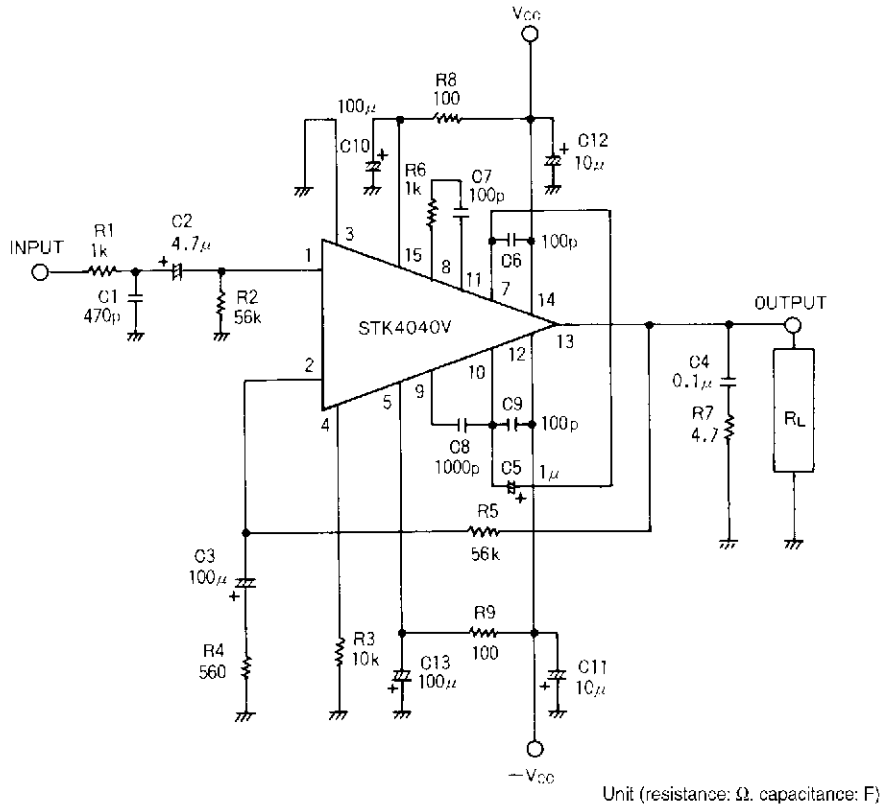 Vcc
R8
100
100μ
C10
+
+
C12
10μ
R6
1k
C7
100p
3
15
8
11
C6
100p
7
14
INPUT
R1
1k
C2
4.7μ
+
1
C1
470p
R2
56k
STK4040V
12
13
OUTPUT
2
10
9
5
4
C8
1000p
C9
100p
C5
1μ
+
C4
0.1μ
R7
4.7
RL
R5
56k
C3
100μ
+
R4
560
R3
10k
R9
100
C13
100μ
+
C11
10μ
+
−Vcc
Unit (resistance: Ω. capacitance: F)